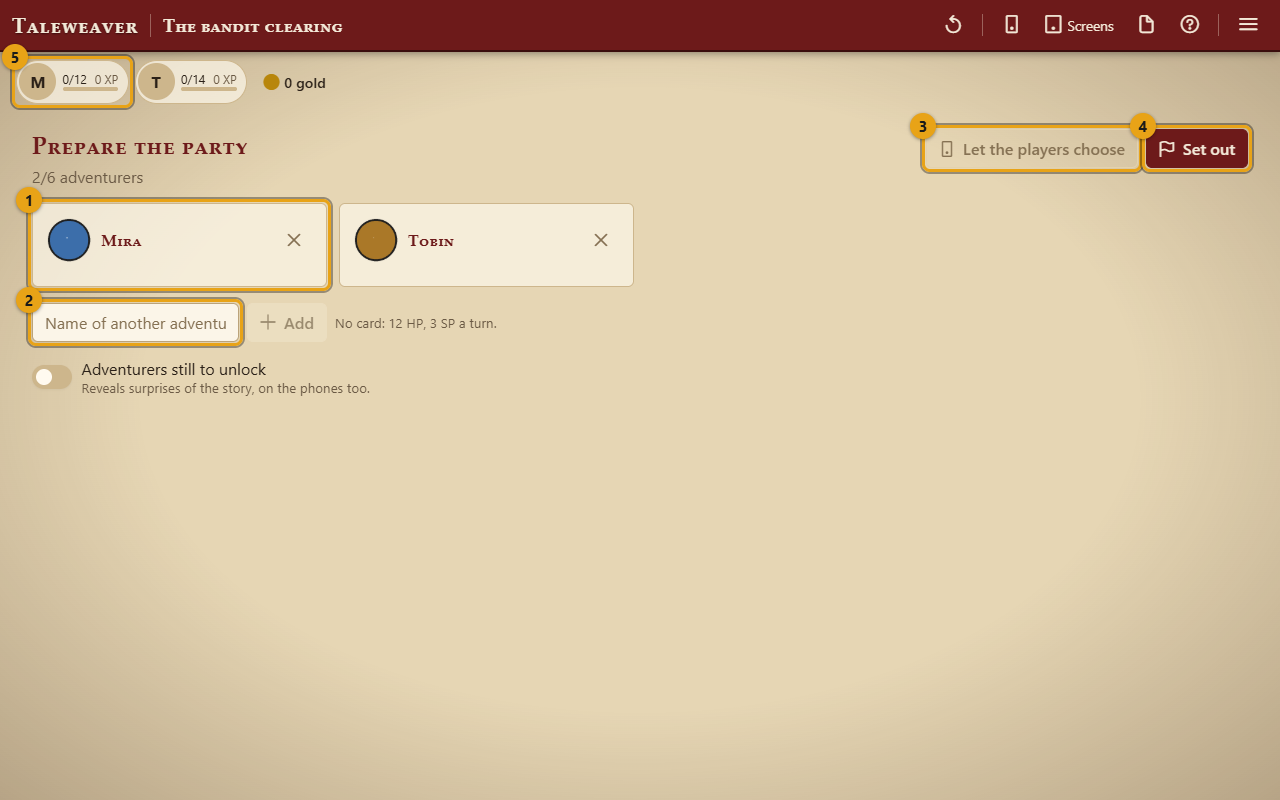 Taleweaver
The bandit clearing
Screens
5
M
0/12
0 XP
T
0/14
0 XP
0 gold
Prepare the party
2/6 adventurers
3
Let the players choose
4
Set out
1
Mira
Tobin
2
Name of another adventu
Add
No card: 12 HP, 3 SP a turn.
Adventurers still to unlock
Reveals surprises of the story, on the phones too.